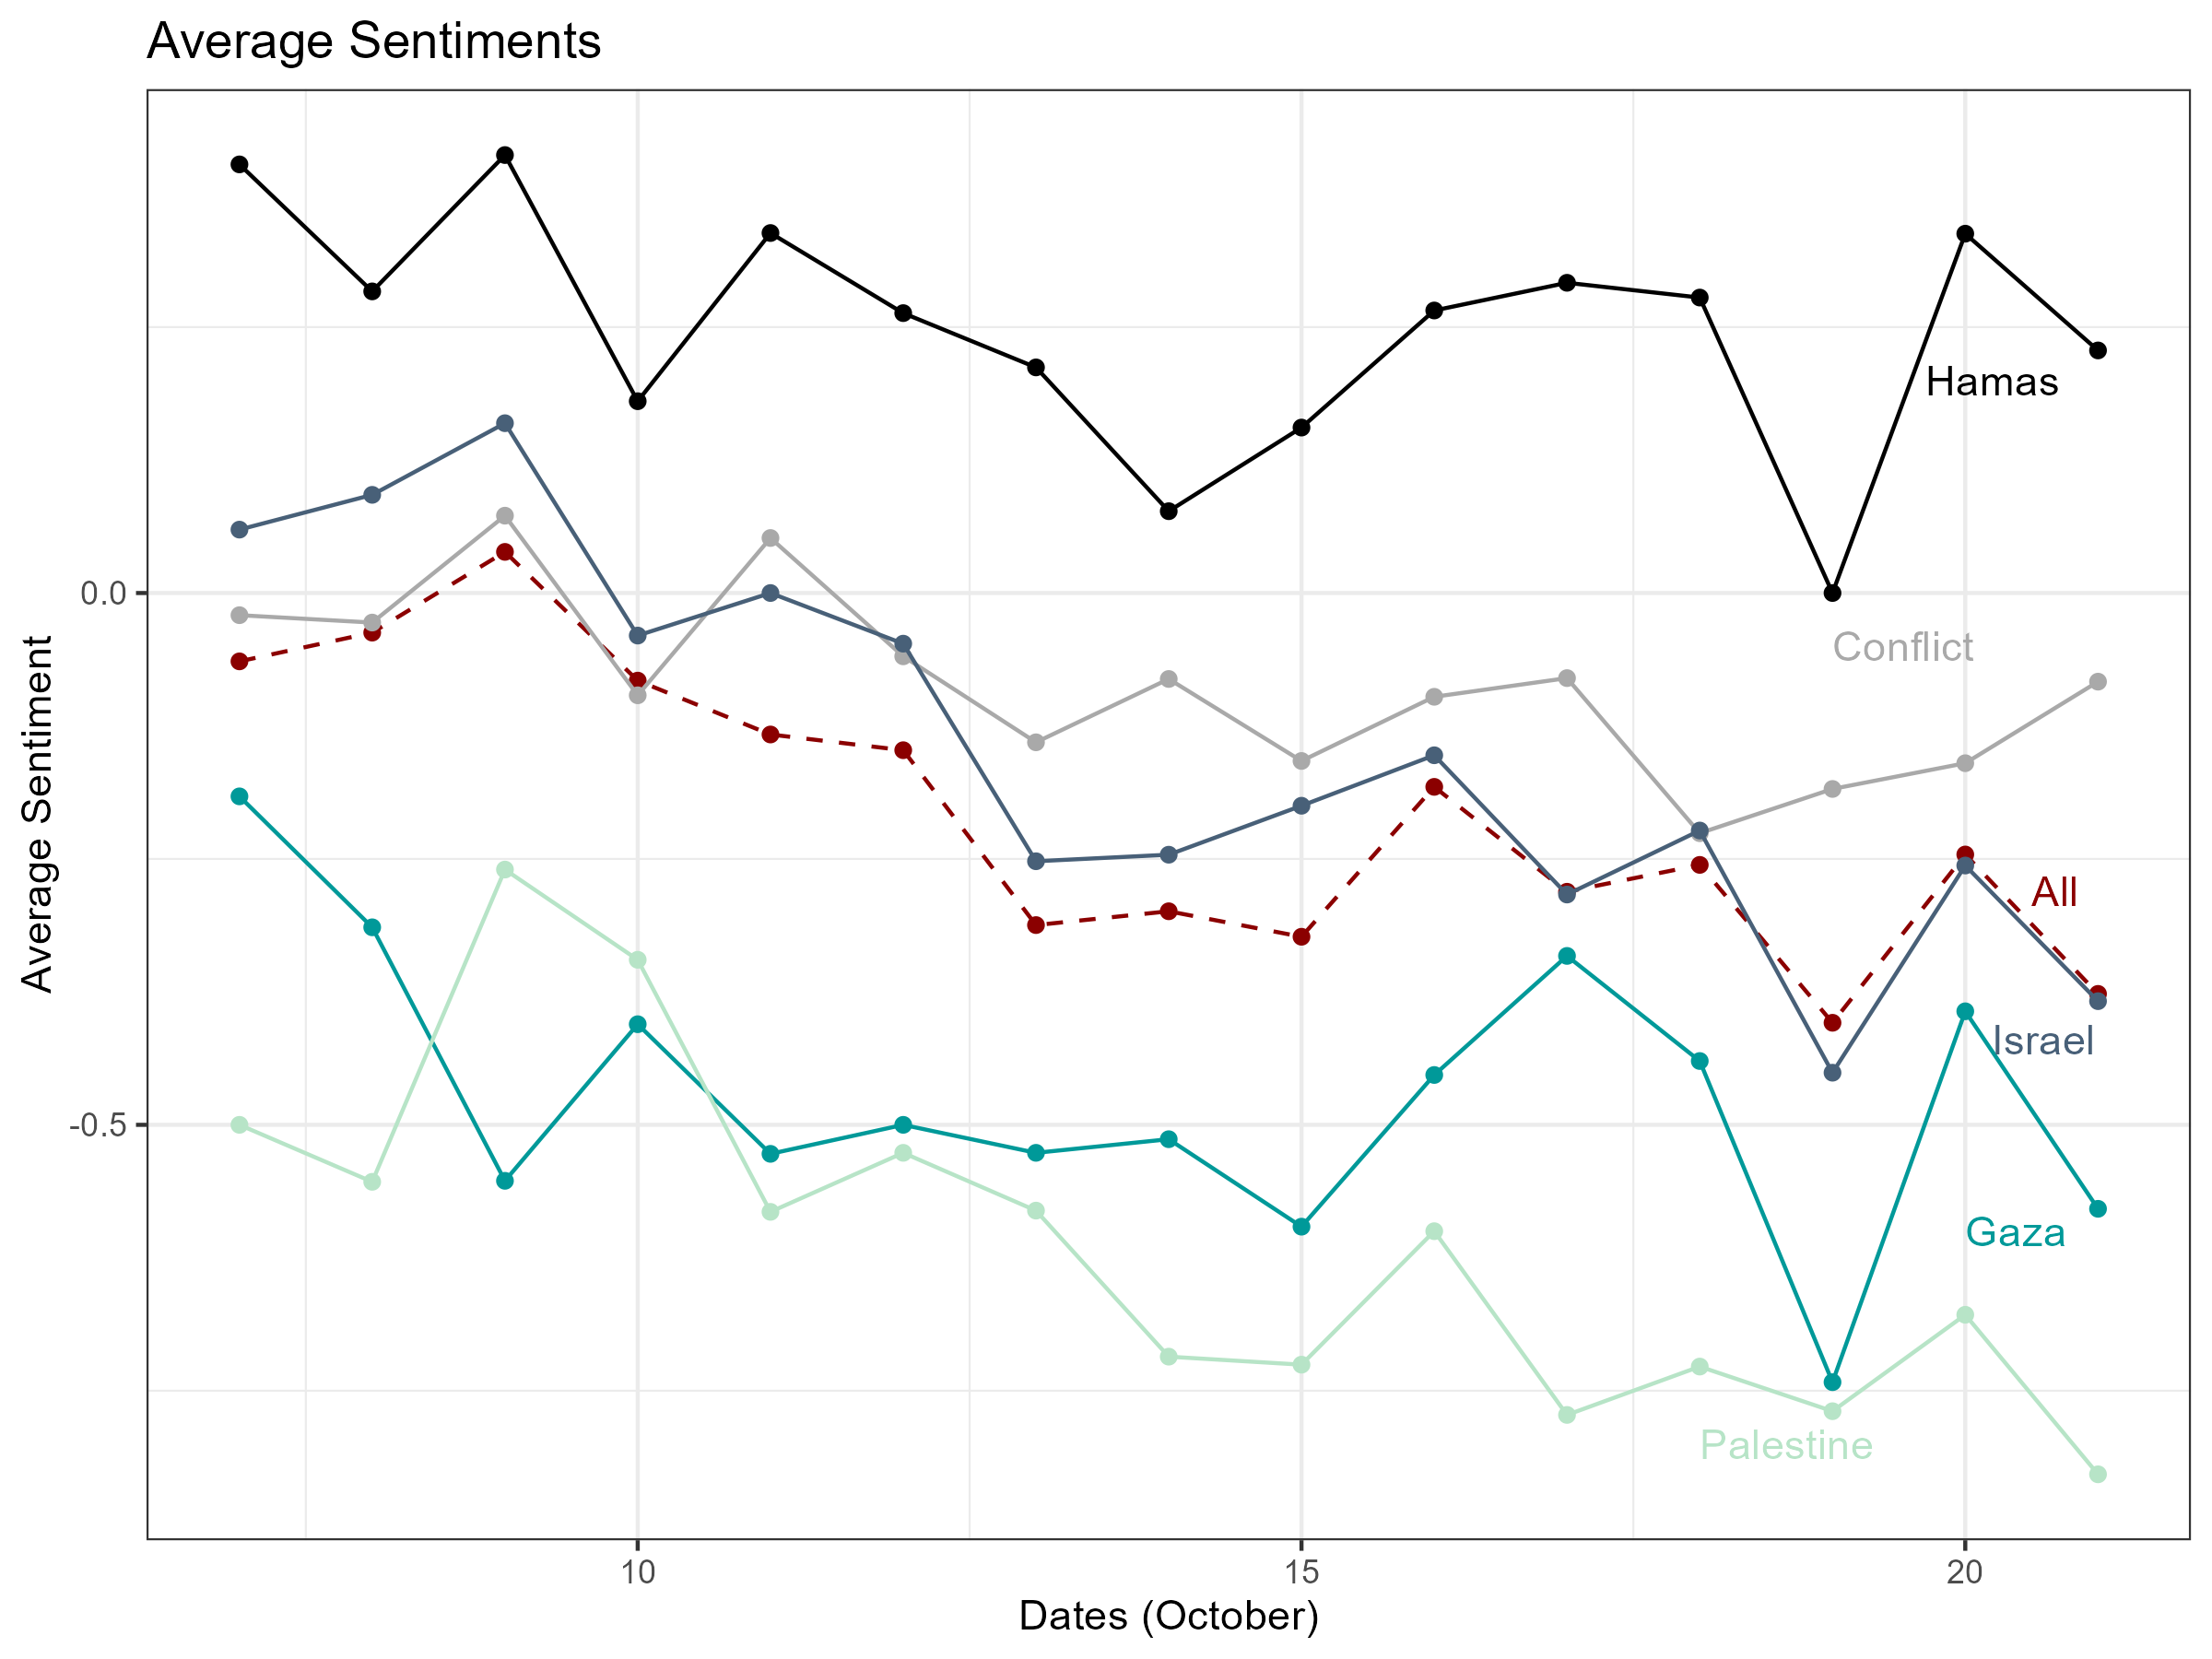 Average Sentiments
Hamas
0.0
Conflict
All
Israel
-0.5
Gaza
Palestine
Average Sentiment
10
15
20
Dates (October)